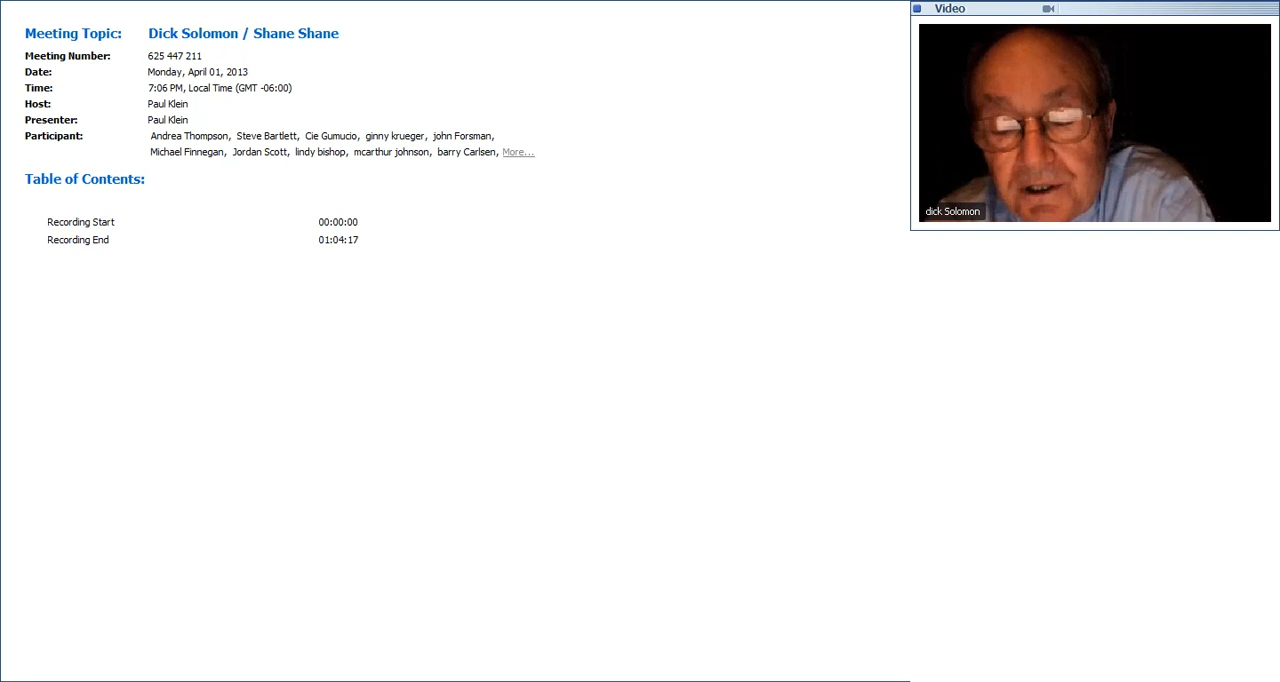 Meeting Topic: Dick Solomon / Shane Shane
Meeting Number: 625 447 211
Date: Monday, April 01, 2013
Time: 7:06 PM, Local Time (GMT -06:00)
Host: Paul Klein
Presenter: Paul Klein
Participant: Andrea Thompson, Steve Bartlett, Cie Gumucio, ginny krueger, john Forsman,
Michael Finnegan, Jordan Scott, lindy bishop, mcarthur johnson, barry Carlsen, More...
Table of Contents:
Recording Start 00:00:00
Recording End 01:04:17
Video
dick Solomon